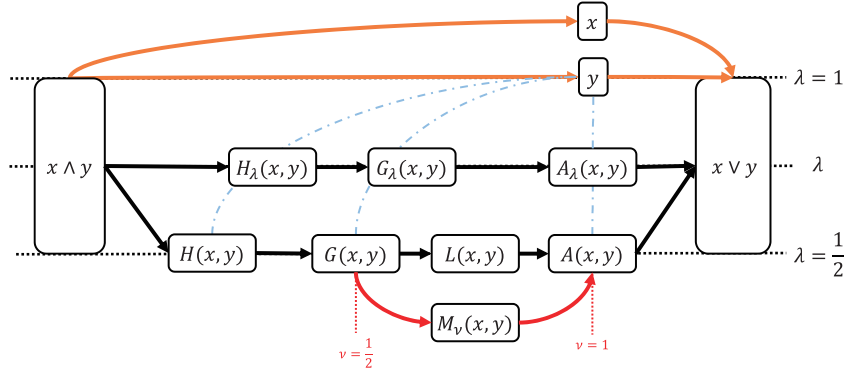 x
y
λ = 1
x ∧ y
H_λ(x, y)
G_λ(x, y)
A_λ(x, y)
x ∨ y
λ
H(x, y)
G(x, y)
L(x, y)
A(x, y)
λ = 1/2
M_ν(x, y)
ν = 1/2
ν = 1